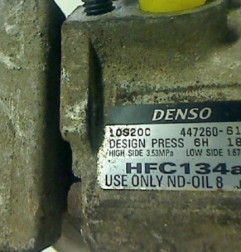 DENSO
10S20C 447260-61
DESIGN PRESS 6H 18
HIGH SIDE 3.53MPa LOW SIDE 1.67
HFC134a
USE ONLY ND-OIL 8 J